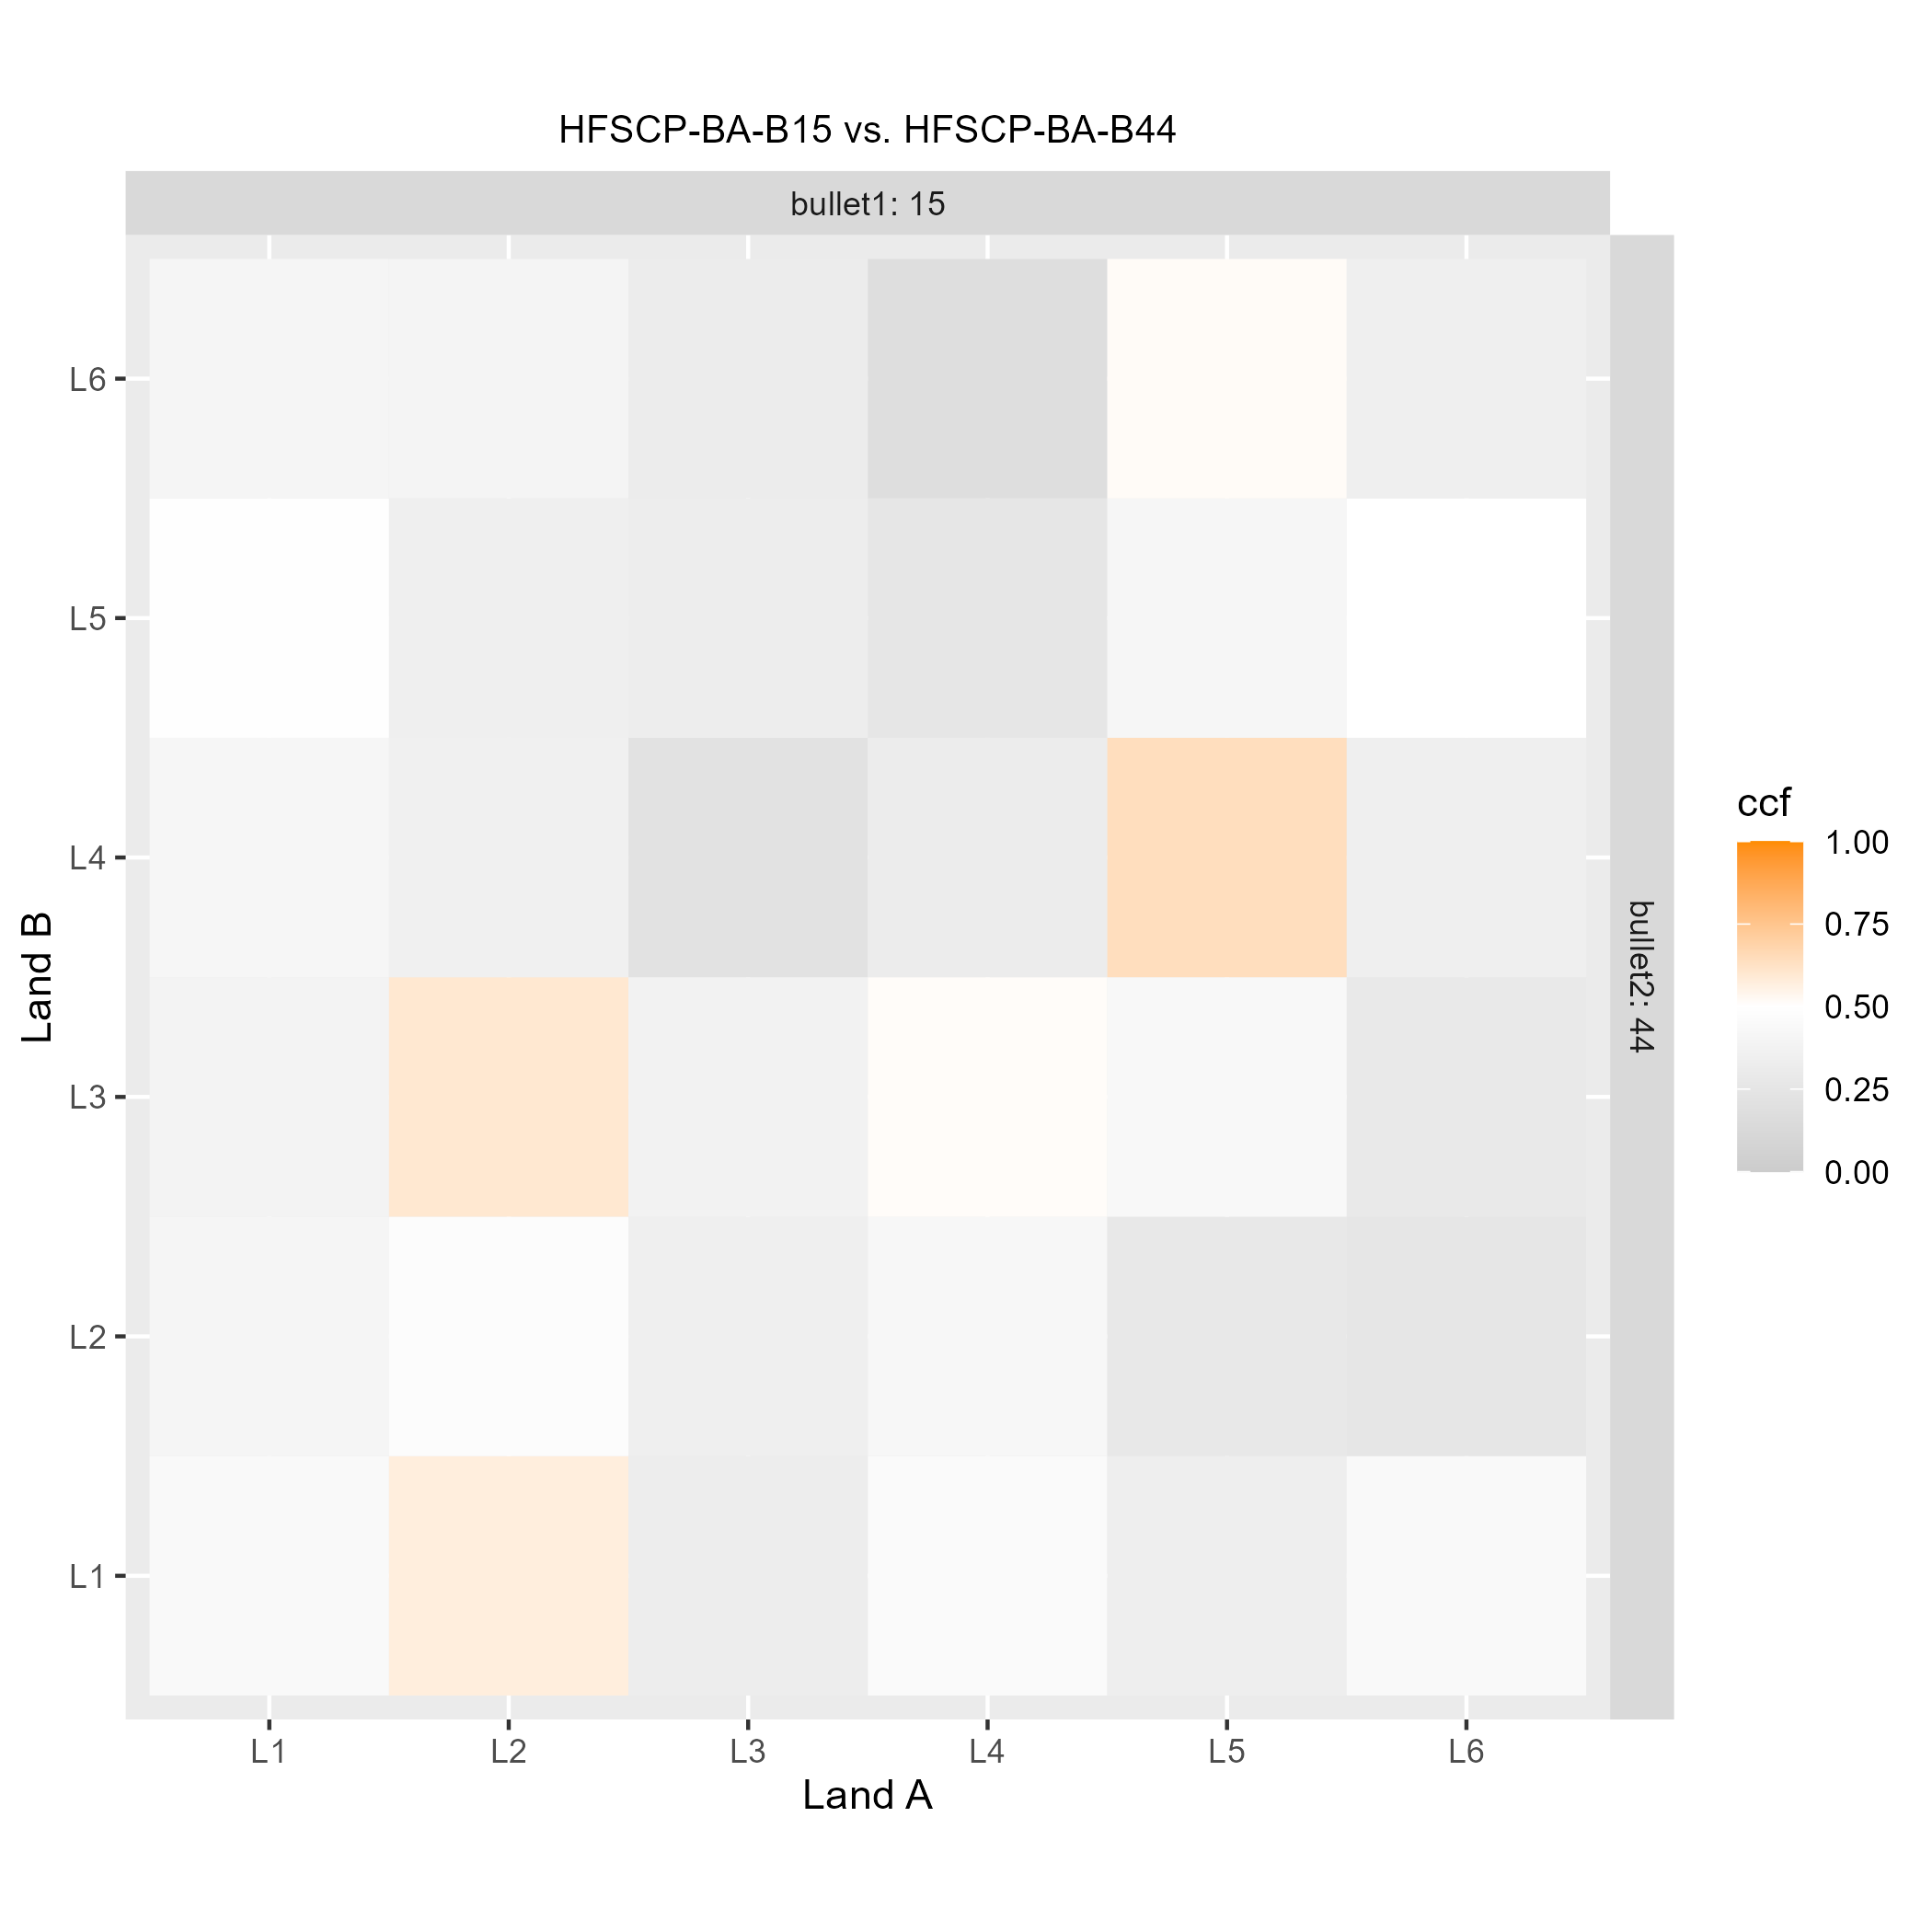 HFSCP-BA-B15 vs. HFSCP-BA-B44
bullet1: 15
L6
L5
L4
L3
L2
L1
Land B
bullet2: 44
ccf
1.00
0.75
0.50
0.25
0.00
L1 L2 L3 L4 L5 L6
Land A